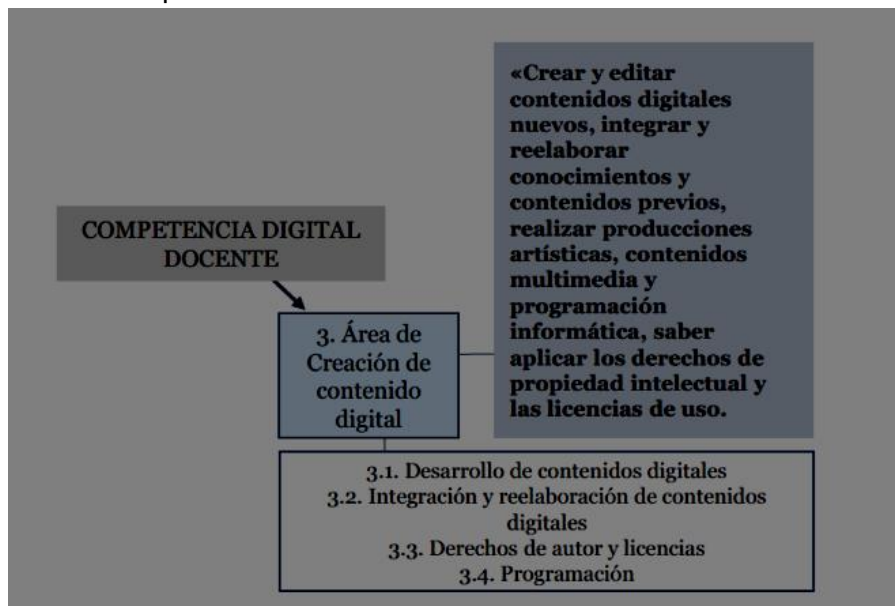 «Crear y editar
contenidos digitales
nuevos, integrar y
reelaborar
conocimientos y
contenidos previos,
realizar producciones
artísticas, contenidos
multimedia y
programación
informática, saber
aplicar los derechos de
propiedad intelectual y
las licencias de uso.
COMPETENCIA DIGITAL
DOCENTE
3. Área de
Creación de
contenido
digital
3.1. Desarrollo de contenidos digitales
3.2. Integración y reelaboración de contenidos
digitales
3.3. Derechos de autor y licencias
3.4. Programación